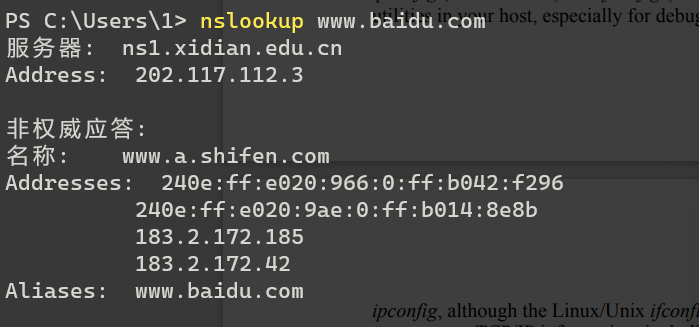 PS C:\Users\1> nslookup www.baidu.com
服务器:  ns1.xidian.edu.cn
Address:  202.117.112.3
非权威应答:
名称:    www.a.shifen.com
Addresses:  240e:ff:e020:966:0:ff:b042:f296
240e:ff:e020:9ae:0:ff:b014:8e8b
183.2.172.185
183.2.172.42
Aliases:  www.baidu.com
utilities in your host, especially for debug
ipconfig, although the Linux/Unix ifconf